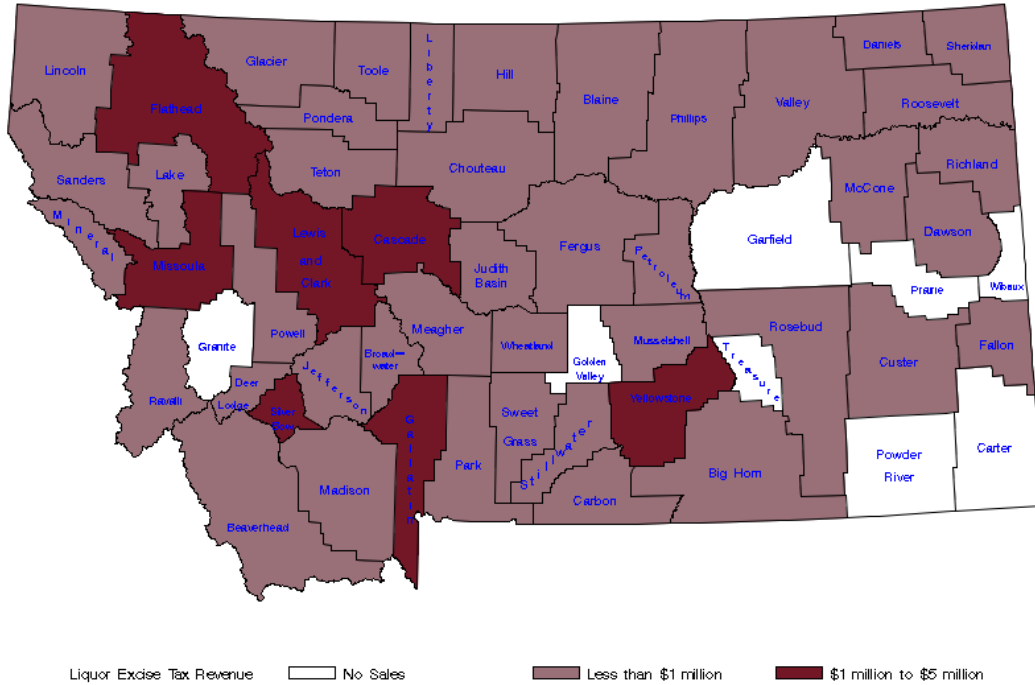 Lincoln
Flathead
Glacier
Toole
Liberty
Hill
Blaine
Phillips
Valley
Daniels
Sheridan
Roosevelt
Pondera
Teton
Chouteau
Sanders
Lake
Mineral
Missoula
Lewis
and
Clark
Cascade
Judith
Basin
Fergus
Petroleum
Garfield
McCone
Richland
Dawson
Prairie
Wibaux
Granite
Powell
Meagher
Broad-
water
Jefferson
Wheatland
Golden
Valley
Musselshell
Treasure
Rosebud
Custer
Fallon
Ravalli
Deer
Lodge
Silver
Bow
Gallatin
Park
Sweet
Grass
Stillwater
Yellowstone
Big Horn
Powder
River
Carter
Madison
Beaverhead
Carbon
Liquor Excise Tax Revenue
No Sales
Less than $1 million
$1 million to $5 million